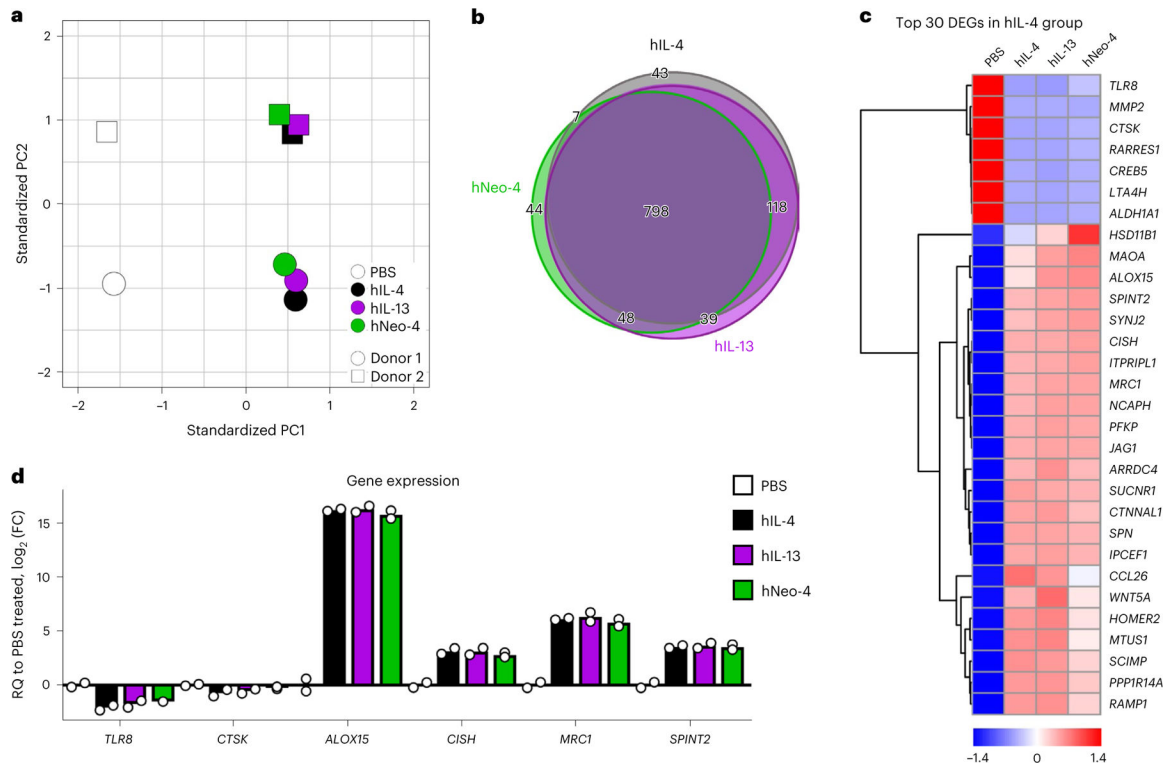 a
2
1
0
−1
−2
−2
−1
0
1
2
Standardized PC2
Standardized PC1
PBS
hIL-4
hIL-13
hNeo-4
Donor 1
Donor 2
b
hIL-4
43
7
hNeo-4
44
798
118
48
39
hIL-13
c
Top 30 DEGs in hIL-4 group
PBS
hIL-4
hIL-13
hNeo-4
TLR8
MMP2
CTSK
RARRES1
CREB5
LTA4H
ALDH1A1
HSD11B1
MAOA
ALOX15
SPINT2
SYNJ2
CISH
ITPRIPL1
MRC1
NCAPH
PFKP
JAG1
ARRDC4
SUCNR1
CTNNAL1
SPN
IPCEF1
CCL26
WNT5A
HOMER2
MTUS1
SCIMP
PPP1R14A
RAMP1
−1.4
0
1.4
d
Gene expression
RQ to PBS treated, log2 (FC)
15
10
5
0
TLR8
CTSK
ALOX15
CISH
MRC1
SPINT2
PBS
hIL-4
hIL-13
hNeo-4